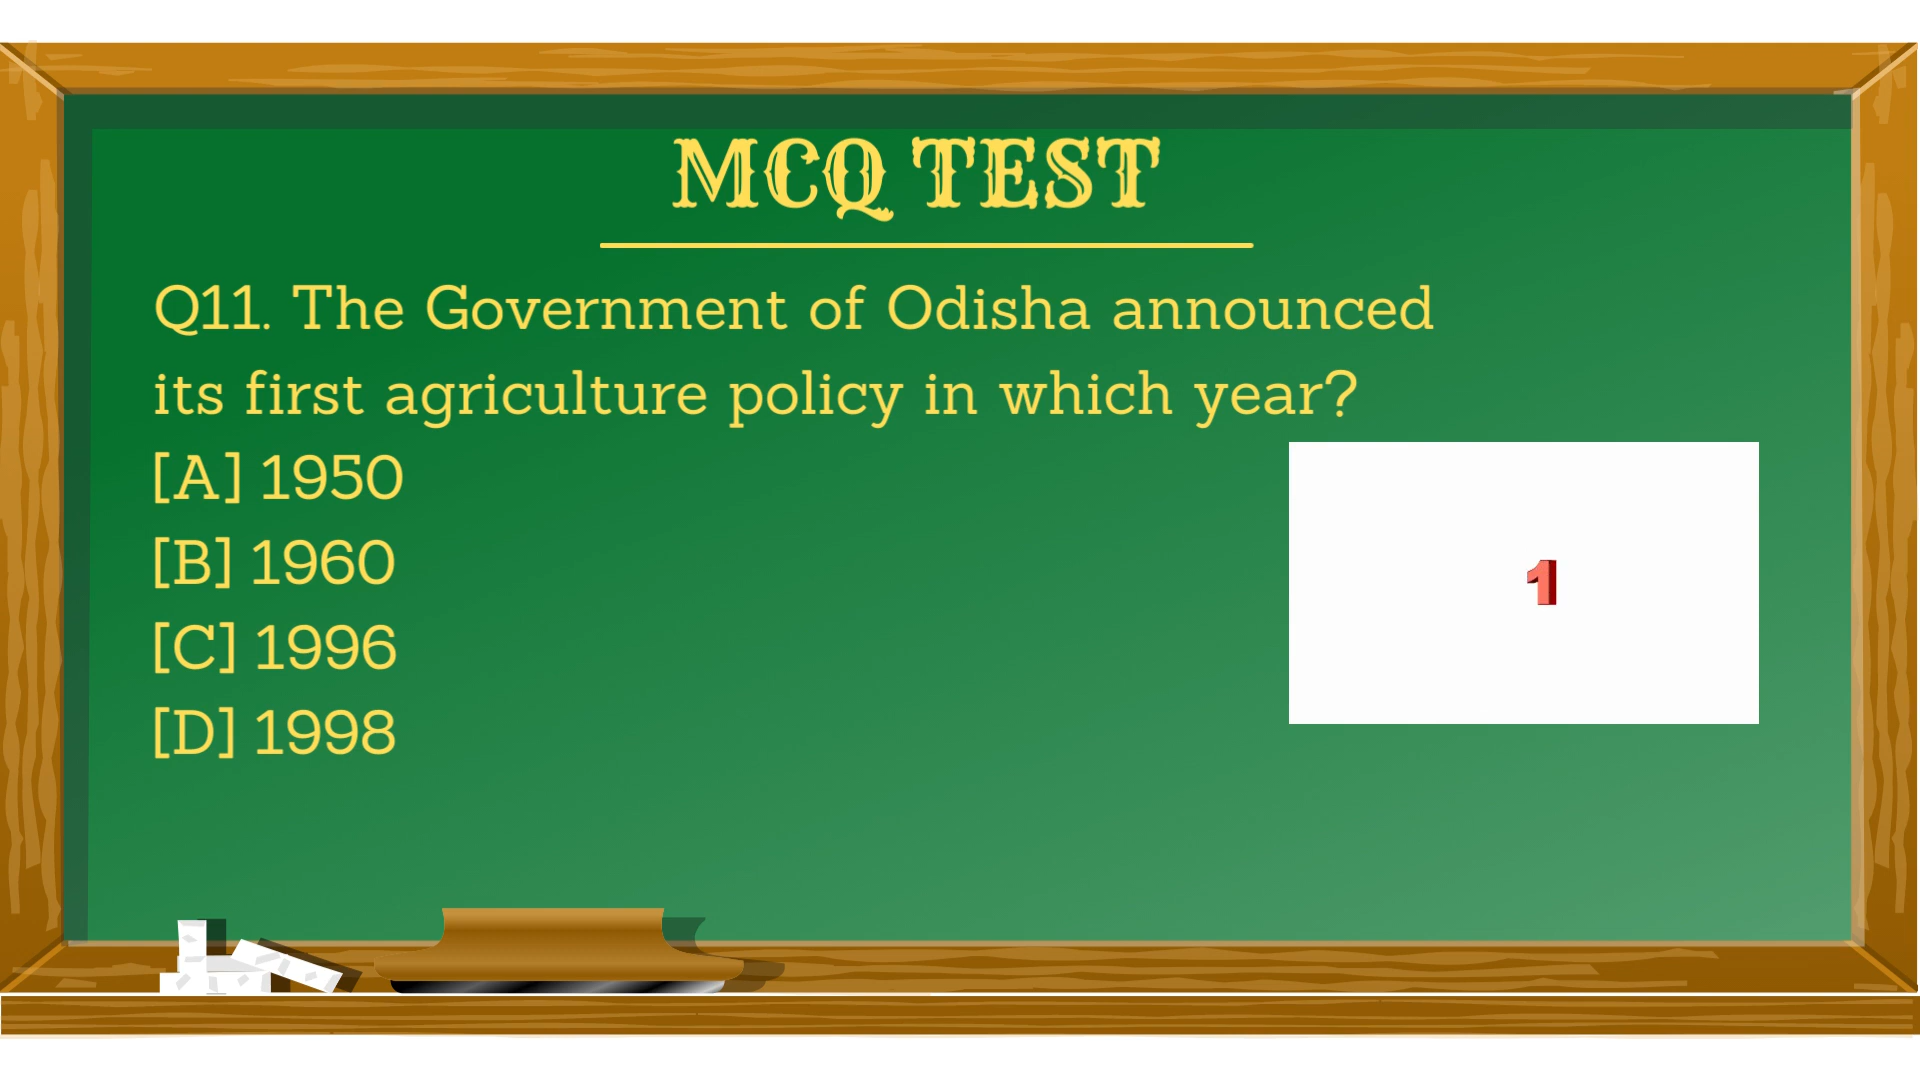 MCQ TEST
Q11. The Government of Odisha announced
its first agriculture policy in which year?
[A] 1950
[B] 1960
[C] 1996
[D] 1998
1